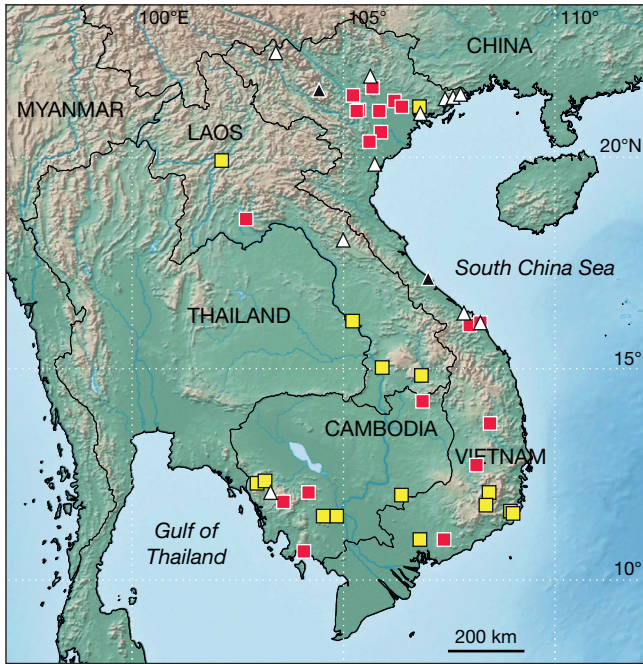 100°E
105°
110°
CHINA
MYANMAR
LAOS
20°N
South China Sea
THAILAND
15°
CAMBODIA
VIETNAM
Gulf of
Thailand
10°
200 km